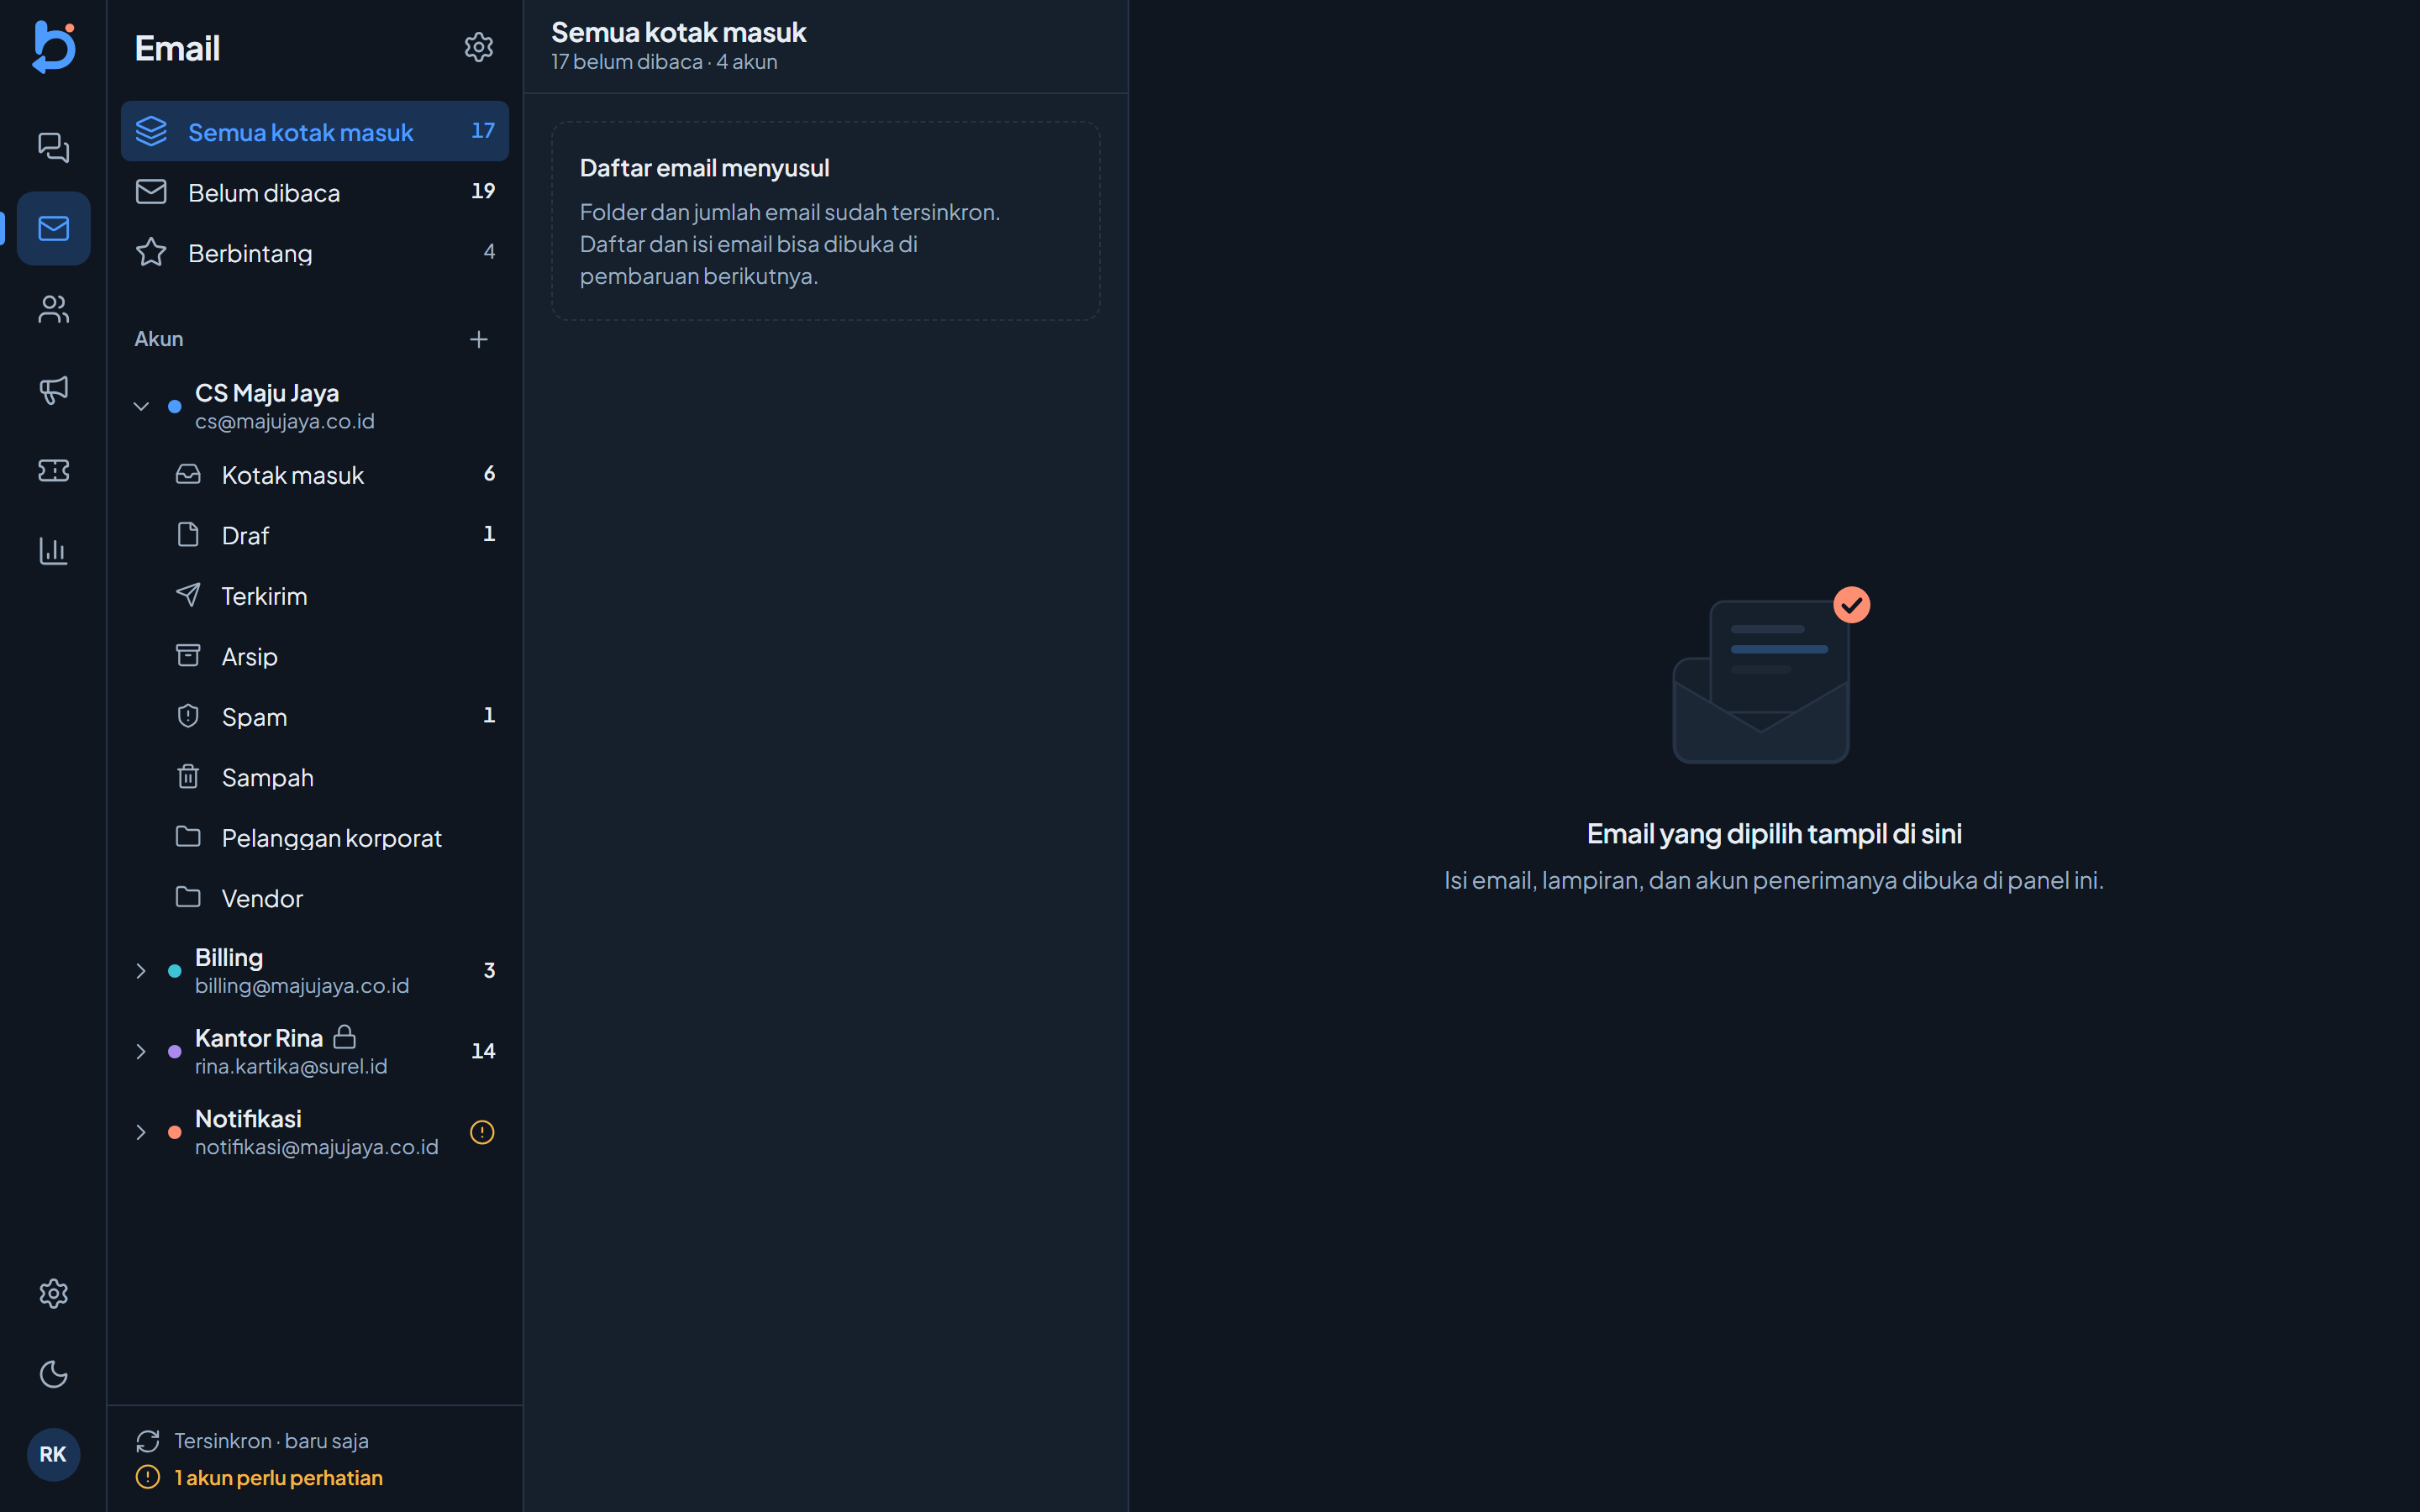 Email
Semua kotak masuk 17
Belum dibaca 19
Berbintang 4
Akun
CS Maju Jaya
cs@majujaya.co.id
Kotak masuk 6
Draf 1
Terkirim
Arsip
Spam 1
Sampah
Pelanggan korporat
Vendor
Billing
billing@majujaya.co.id
3
Kantor Rina
rina.kartika@surel.id
14
Notifikasi
notifikasi@majujaya.co.id
Tersinkron · baru saja
1 akun perlu perhatian
RK
Semua kotak masuk
17 belum dibaca · 4 akun
Daftar email menyusul
Folder dan jumlah email sudah tersinkron.
Daftar dan isi email bisa dibuka di
pembaruan berikutnya.
Email yang dipilih tampil di sini
Isi email, lampiran, dan akun penerimanya dibuka di panel ini.